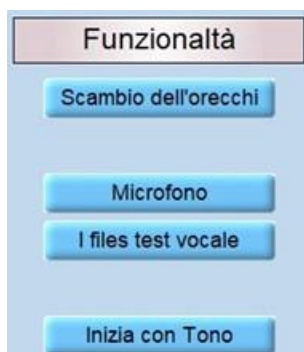 Funzionaltà
Scambio dell'orecchi
Microfono
I files test vocale
Inizia con Tono